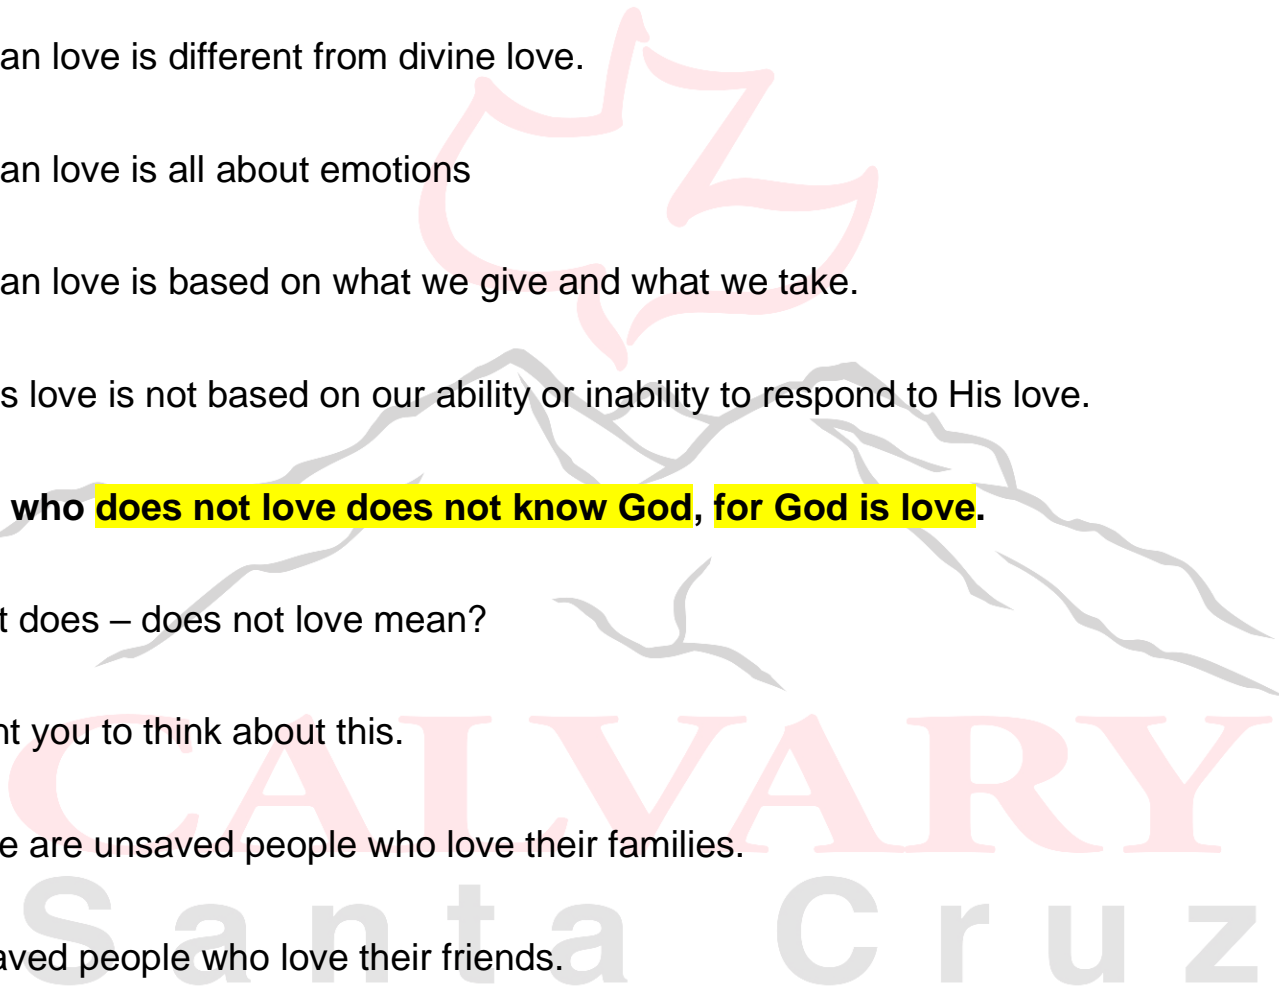 an love is different from divine love.
an love is all about emotions
an love is based on what we give and what we take.
s love is not based on our ability or inability to respond to His love.
who does not love does not know God, for God is love.
t does – does not love mean?
nt you to think about this.
e are unsaved people who love their families.
aved people who love their friends.
CALVARY
Santa Cruz